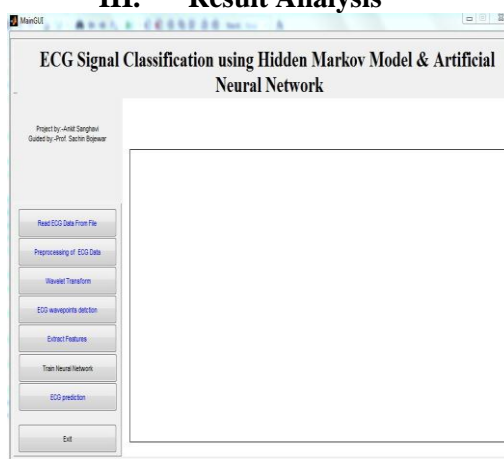 III. Result Analysis
MainGUI
ECG Signal Classification using Hidden Markov Model & Artificial
Neural Network
Project by:-Ankit Sanghavi
Guided by:-Prof. Sachin Bojewar
Read ECG Data From File
Preprocessing of ECG Data
Wavelet Transform
ECG wavepoints detction
Extract Features
Train Neural Network
ECG prediction
Exit